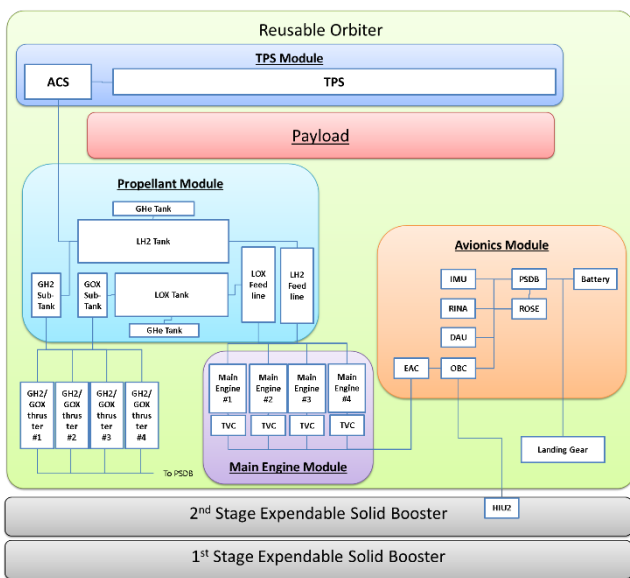 Reusable Orbiter
TPS Module
ACS
TPS
Payload
Propellant Module
GHe Tank
LH2 Tank
GH2
Sub-
Tank
GOX
Sub-
Tank
LOX Tank
GHe Tank
LOX
Feed
line
LH2
Feed
line
Avionics Module
IMU
PSDB
Battery
RINA
ROSE
DAU
EAC
OBC
GH2/
GOX
thrus
ter
#1
GH2/
GOX
thrus
ter
#2
GH2/
GOX
thrus
ter
#3
GH2/
GOX
thrus
ter
#4
To PSDB
Main
Engine
#1
Main
Engine
#2
Main
Engine
#3
Main
Engine
#4
TVC
TVC
TVC
TVC
Main Engine Module
Landing Gear
HIU2
2nd Stage Expendable Solid Booster
1st Stage Expendable Solid Booster